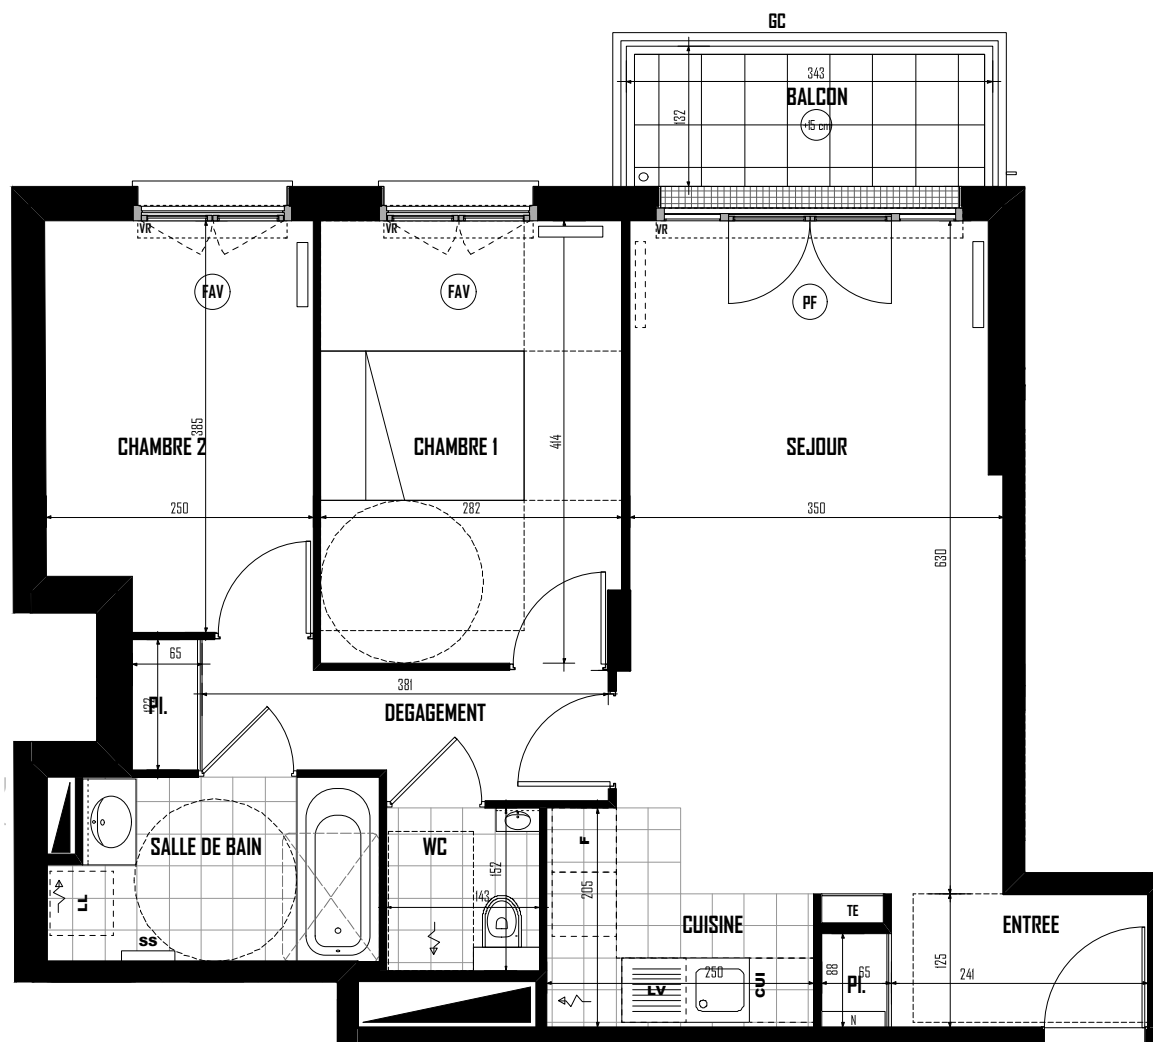 GC
343
BALCON
132
+15 cm
VR
VR
VR
FAV
FAV
PF
385
414
CHAMBRE 2
CHAMBRE 1
SEJOUR
250
282
350
630
65
381
Pl.
DEGAGEMENT
SALLE DE BAIN
WC
F
152
143
205
LL
SS
CUISINE
TE
ENTREE
250
LV
CUI
88
65
Pl.
125
241
N